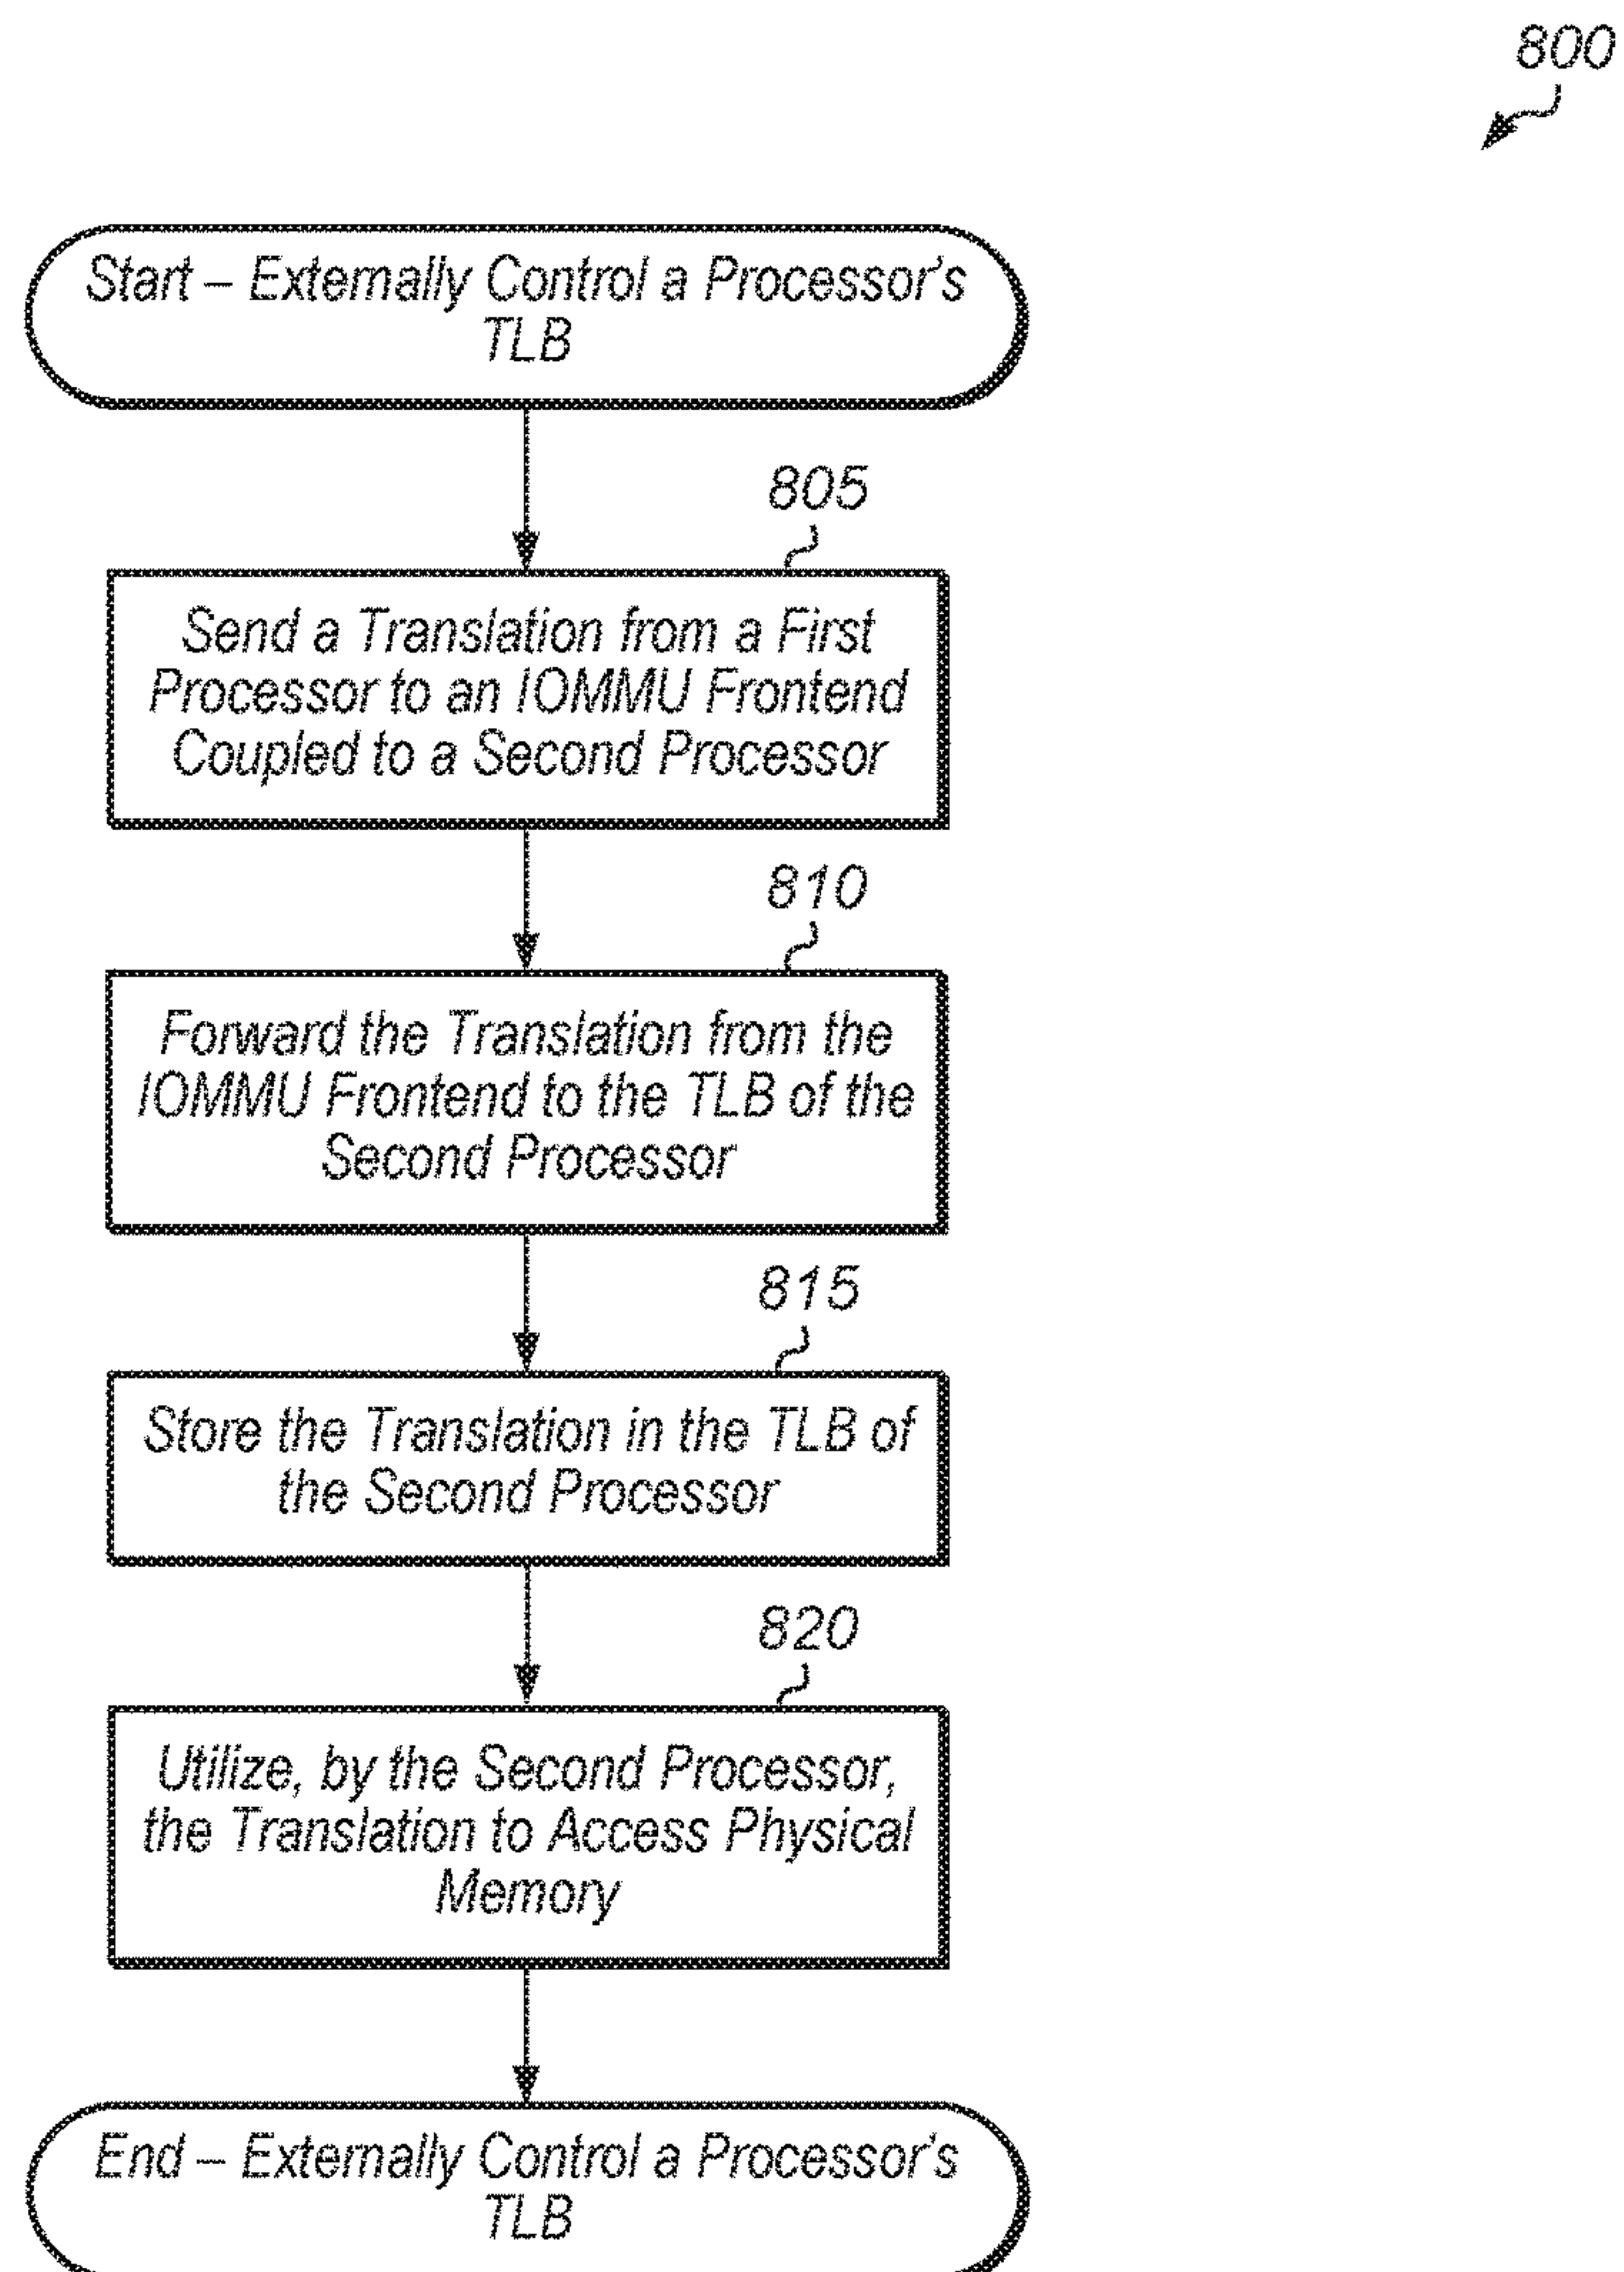 800
Start – Externally Control a Processor's
TLB
805
Send a Translation from a First
Processor to an IOMMU Frontend
Coupled to a Second Processor
810
Forward the Translation from the
IOMMU Frontend to the TLB of the
Second Processor
815
Store the Translation in the TLB of
the Second Processor
820
Utilize, by the Second Processor,
the Translation to Access Physical
Memory
End – Externally Control a Processor's
TLB